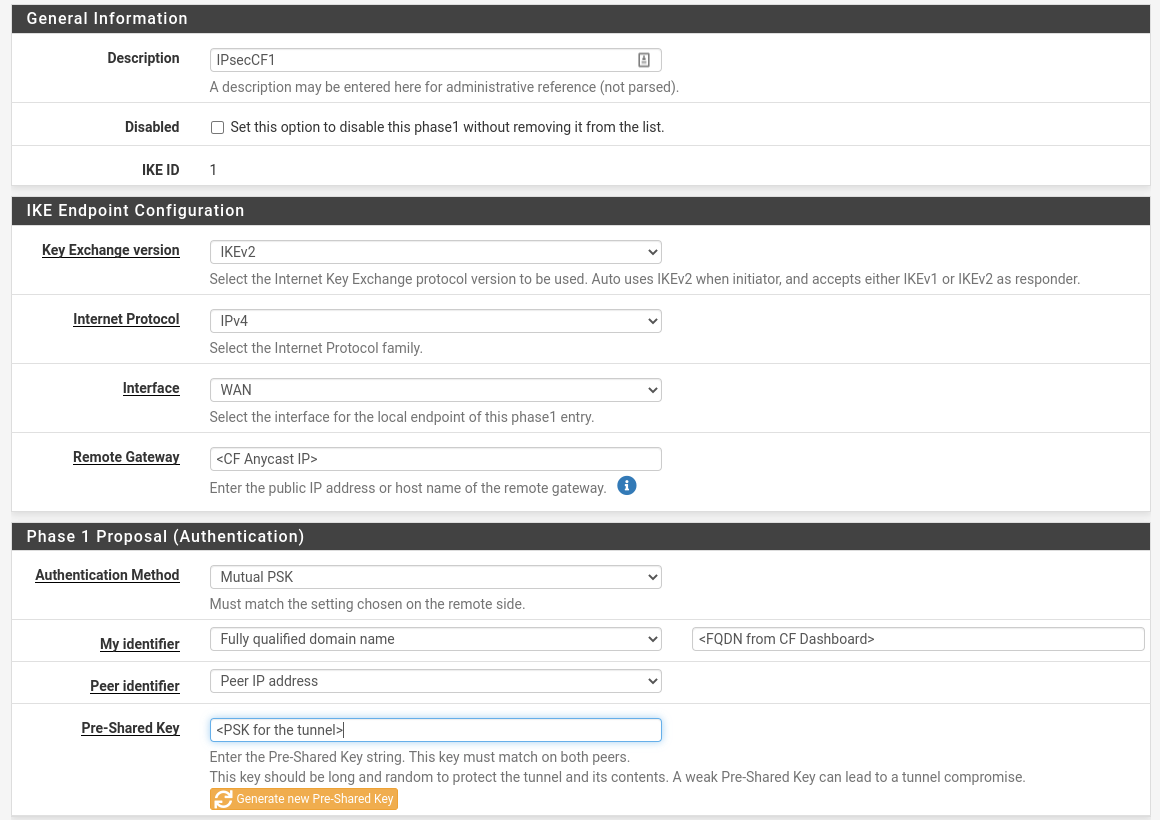 General Information
Description
IPsecCF1
A description may be entered here for administrative reference (not parsed).
Disabled
Set this option to disable this phase1 without removing it from the list.
IKE ID
1
IKE Endpoint Configuration
Key Exchange version
IKEv2
Select the Internet Key Exchange protocol version to be used. Auto uses IKEv2 when initiator, and accepts either IKEv1 or IKEv2 as responder.
Internet Protocol
IPv4
Select the Internet Protocol family.
Interface
WAN
Select the interface for the local endpoint of this phase1 entry.
Remote Gateway
<CF Anycast IP>
Enter the public IP address or host name of the remote gateway.
Phase 1 Proposal (Authentication)
Authentication Method
Mutual PSK
Must match the setting chosen on the remote side.
My identifier
Fully qualified domain name
<FQDN from CF Dashboard>
Peer identifier
Peer IP address
Pre-Shared Key
<PSK for the tunnel>
Enter the Pre-Shared Key string. This key must match on both peers.
This key should be long and random to protect the tunnel and its contents. A weak Pre-Shared Key can lead to a tunnel compromise.
Generate new Pre-Shared Key